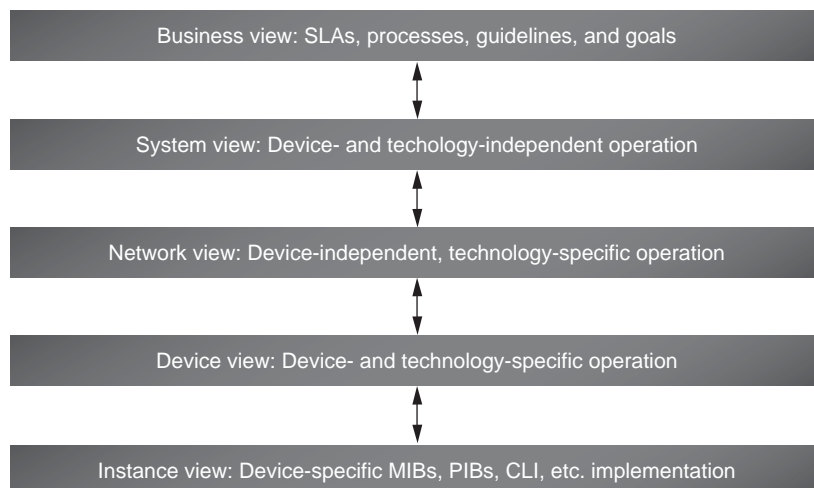 Business view: SLAs, processes, guidelines, and goals
System view: Device- and techology-independent operation
Network view: Device-independent, technology-specific operation
Device view: Device- and technology-specific operation
Instance view: Device-specific MIBs, PIBs, CLI, etc. implementation